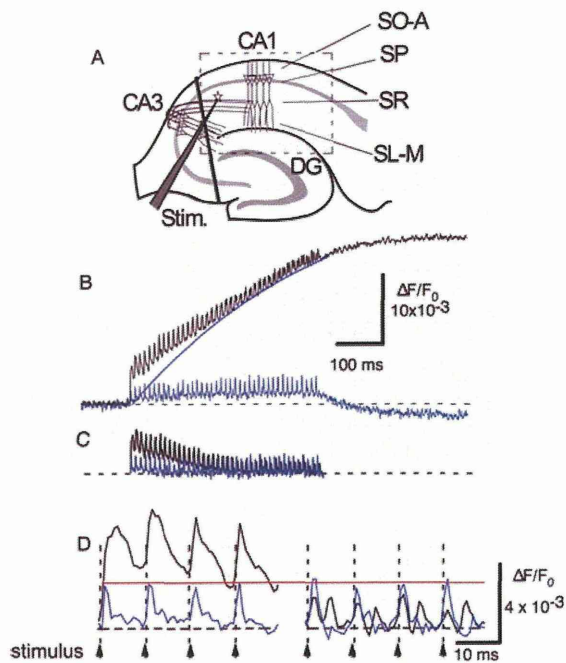 A
CA1
SO-A
SP
CA3
SR
SL-M
DG
Stim.
B
ΔF/F₀
10x10⁻³
100 ms
C
D
ΔF/F₀
4 x 10⁻³
stimulus
10 ms